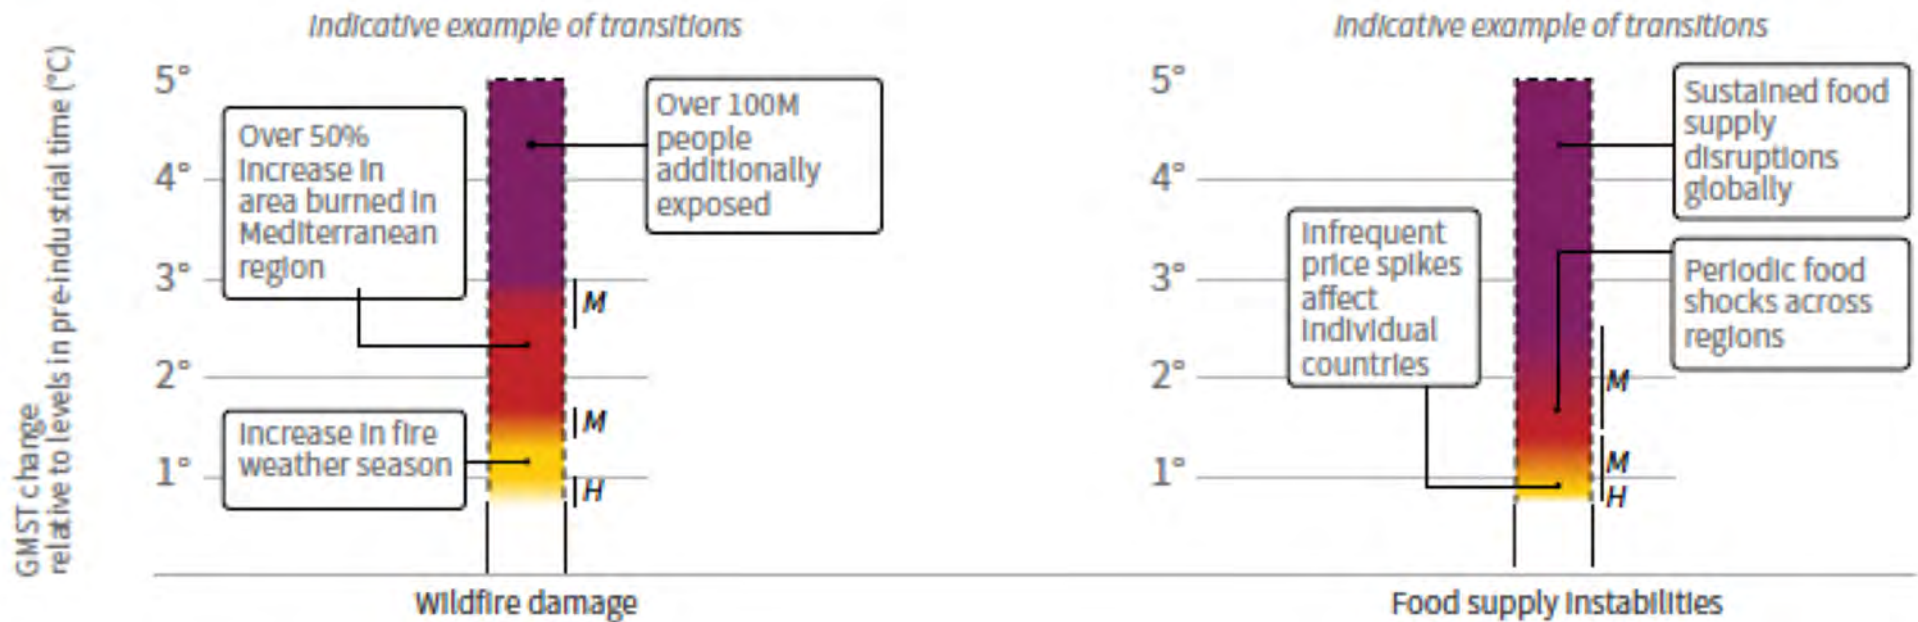 Indicative example of transitions
GMST change
relative to levels in pre-industrial time (°C)
5°
4°
3°
2°
1°
Over 50%
Increase in
area burned in
Mediterranean
region
Increase in fire
weather season
Over 100M
people
additionally
exposed
M
M
H
Wildfire damage
Indicative example of transitions
5°
4°
3°
2°
1°
Infrequent
price spikes
affect
individual
countries
Sustained food
supply
disruptions
globally
Periodic food
shocks across
regions
M
M
H
Food supply instabilities